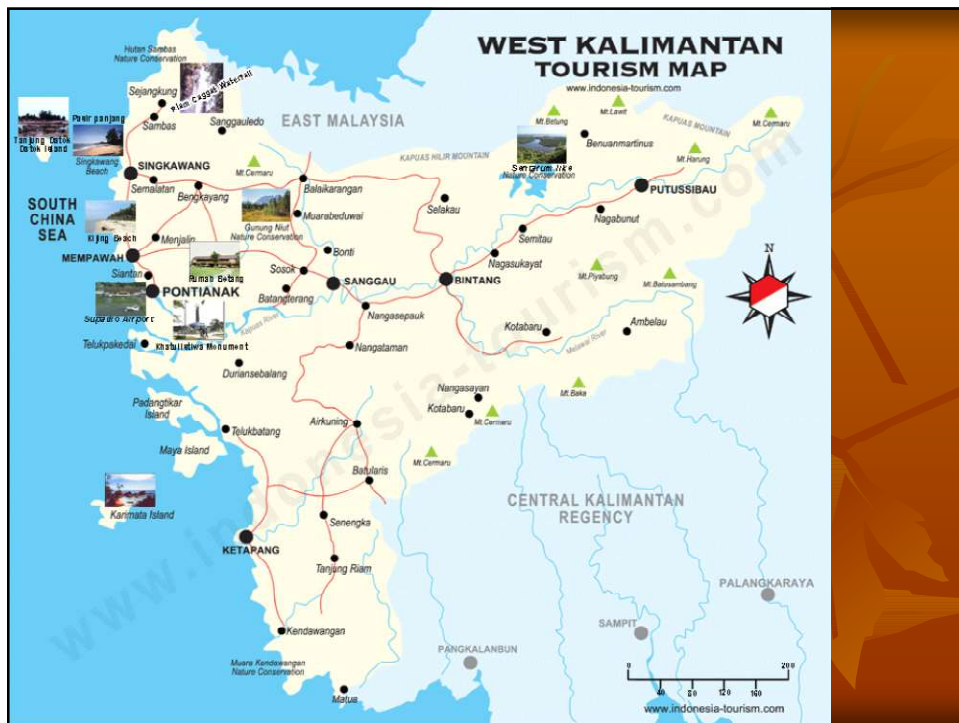 WEST KALIMANTAN
TOURISM MAP
www.indonesia-tourism.com
Hutan Sambas
Nature Conservation
Sejangkung
Sambas
Sanggauledo
EAST MALAYSIA
Pasir panjang
Singkawang
Beach
SINGKAWANG
Semalatan
Bengkayang
Mt.Cermaru
Balaikarangan
KAPUAS HILIR MOUNTAIN
Mt.Betung
Mt.Lawit
KAPUAS MOUNTAIN
Mt.Cermaru
Benuanmartinus
Nature Conservation
Mt.Harung
PUTUSSIBAU
SOUTH
CHINA
SEA
Kijing Beach
Menjalin
MEMPAWAH
Siantan
PONTIANAK
Supadio Airport
Telukpakedai
Gunung Niut
Nature Conservation
Muarabeduwai
Bonti
Rumah Betang
Sosok
Batangterang
SANGGAU
Khatulistiwa Monument
Kapuas River
Nangasepauk
Nangataman
Duriansebalang
Selakau
Semitau
Nagabunut
Nagasukayat
BINTANG
Mt.Piyabung
Mt.Batusambang
Kotabaru
Ambelau
Melawai River
Nangasayan
Kotabaru
Mt.Cermaru
Mt.Baka
Mt.Cermaru
Padangtikar
Island
Maya Island
Telukbatang
Airkuning
Batularis
Karimata Island
Senengka
KETAPANG
Tanjung Riam
Kendawangan
Muara Kendawangan
Nature Conservation
Matua
CENTRAL KALIMANTAN
REGENCY
PALANGKARAYA
SAMPIT
PANGKALANBUN
N
0 200
40 80 120 160
www.indonesia-tourism.com
www.indonesia-tourism.com